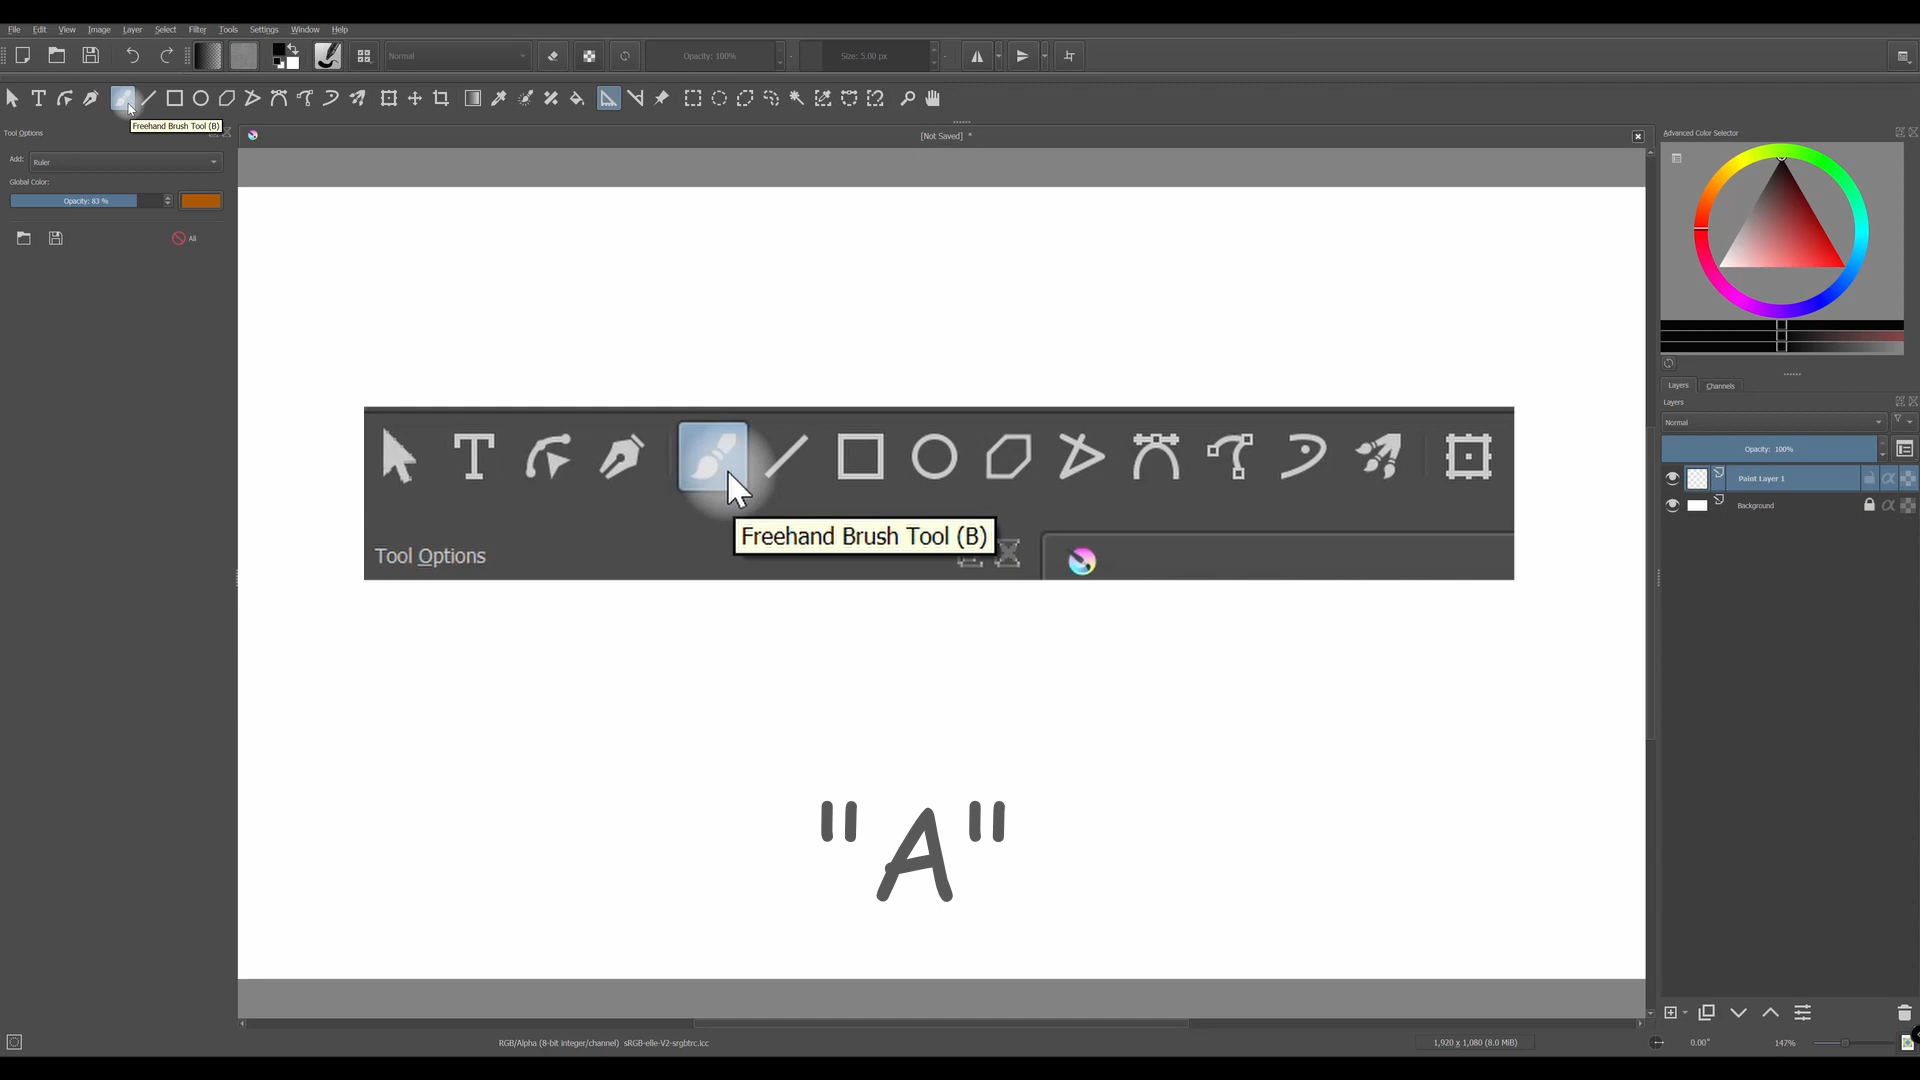 File Edit View Image Layer Select Filter Tools Settings Window Help
Normal Opacity: 100% Size: 5.00 px
Freehand Brush Tool (B)
Tool Options
[Not Saved] *
Advanced Color Selector
Add: Ruler
Global Color:
Opacity: 83 %
All
Layers Channels
Layers
Normal
Opacity: 100%
Paint Layer 1
Background
T
Freehand Brush Tool (B)
Tool Options
"A"
RGB/Alpha (8-bit integer/channel) sRGB-elle-V2-srgbtrc.icc
1,920 x 1,080 (8.0 MiB)
0.00°
147%